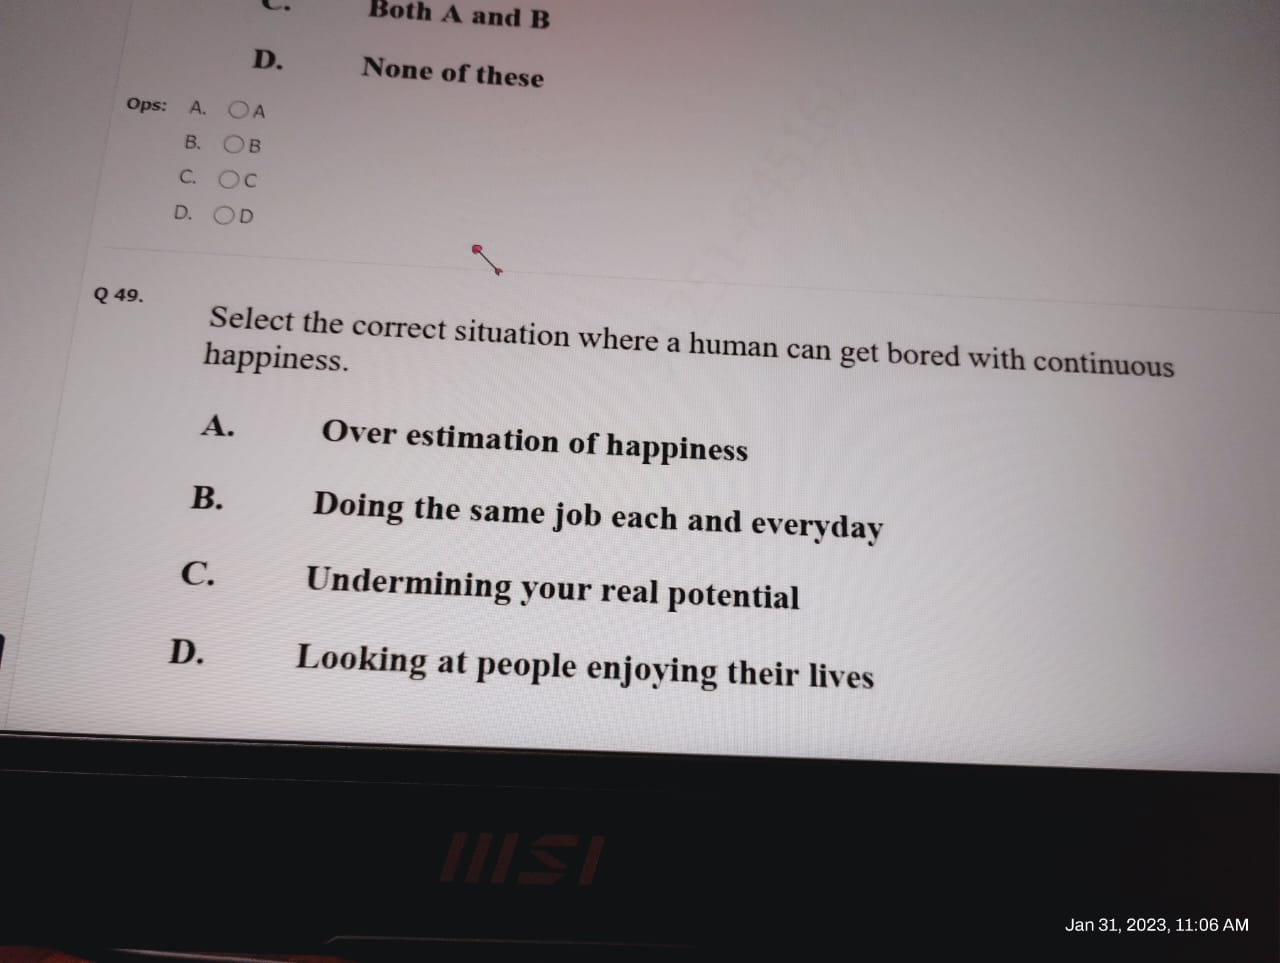 C. Both A and B
D. None of these
Ops: A. A
B. B
C. C
D. D
Q 49. Select the correct situation where a human can get bored with continuous
happiness.
A. Over estimation of happiness
B. Doing the same job each and everyday
C. Undermining your real potential
D. Looking at people enjoying their lives
msi
Jan 31, 2023, 11:06 AM